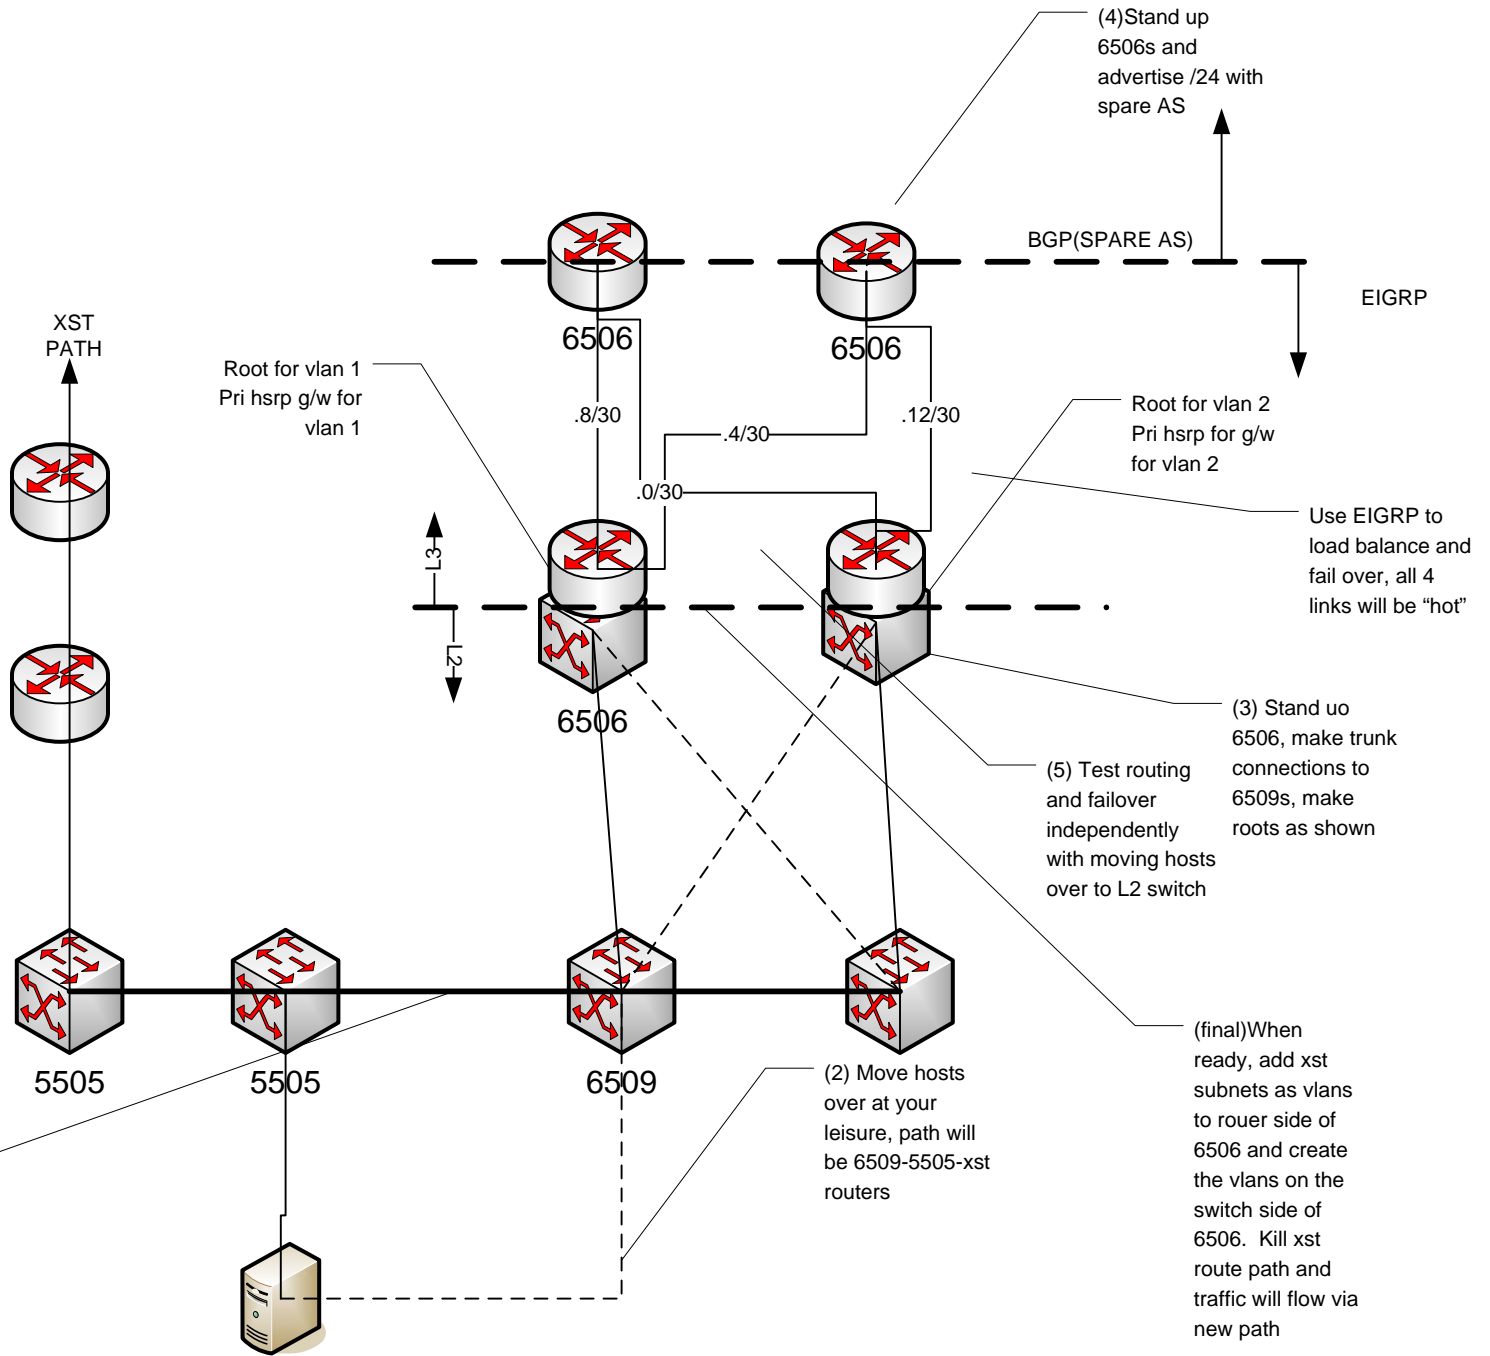 (4)Stand up
6506s and
advertise /24 with
spare AS
BGP(SPARE AS)
EIGRP
XST
PATH
6506
6506
Root for vlan 1
Pri hsrp g/w for
vlan 1
.8/30
.4/30
.12/30
.0/30
Root for vlan 2
Pri hsrp for g/w
for vlan 2
Use EIGRP to
load balance and
fail over, all 4
links will be “hot”
L3
L2
6506
(3) Stand uo
6506, make trunk
connections to
6509s, make
roots as shown
(5) Test routing
and failover
independently
with moving hosts
over to L2 switch
5505
5505
6509
(2) Move hosts
over at your
leisure, path will
be 6509-5505-xst
routers
(final)When
ready, add xst
subnets as vlans
to rouer side of
6506 and create
the vlans on the
switch side of
6506.  Kill xst
route path and
traffic will flow via
new path